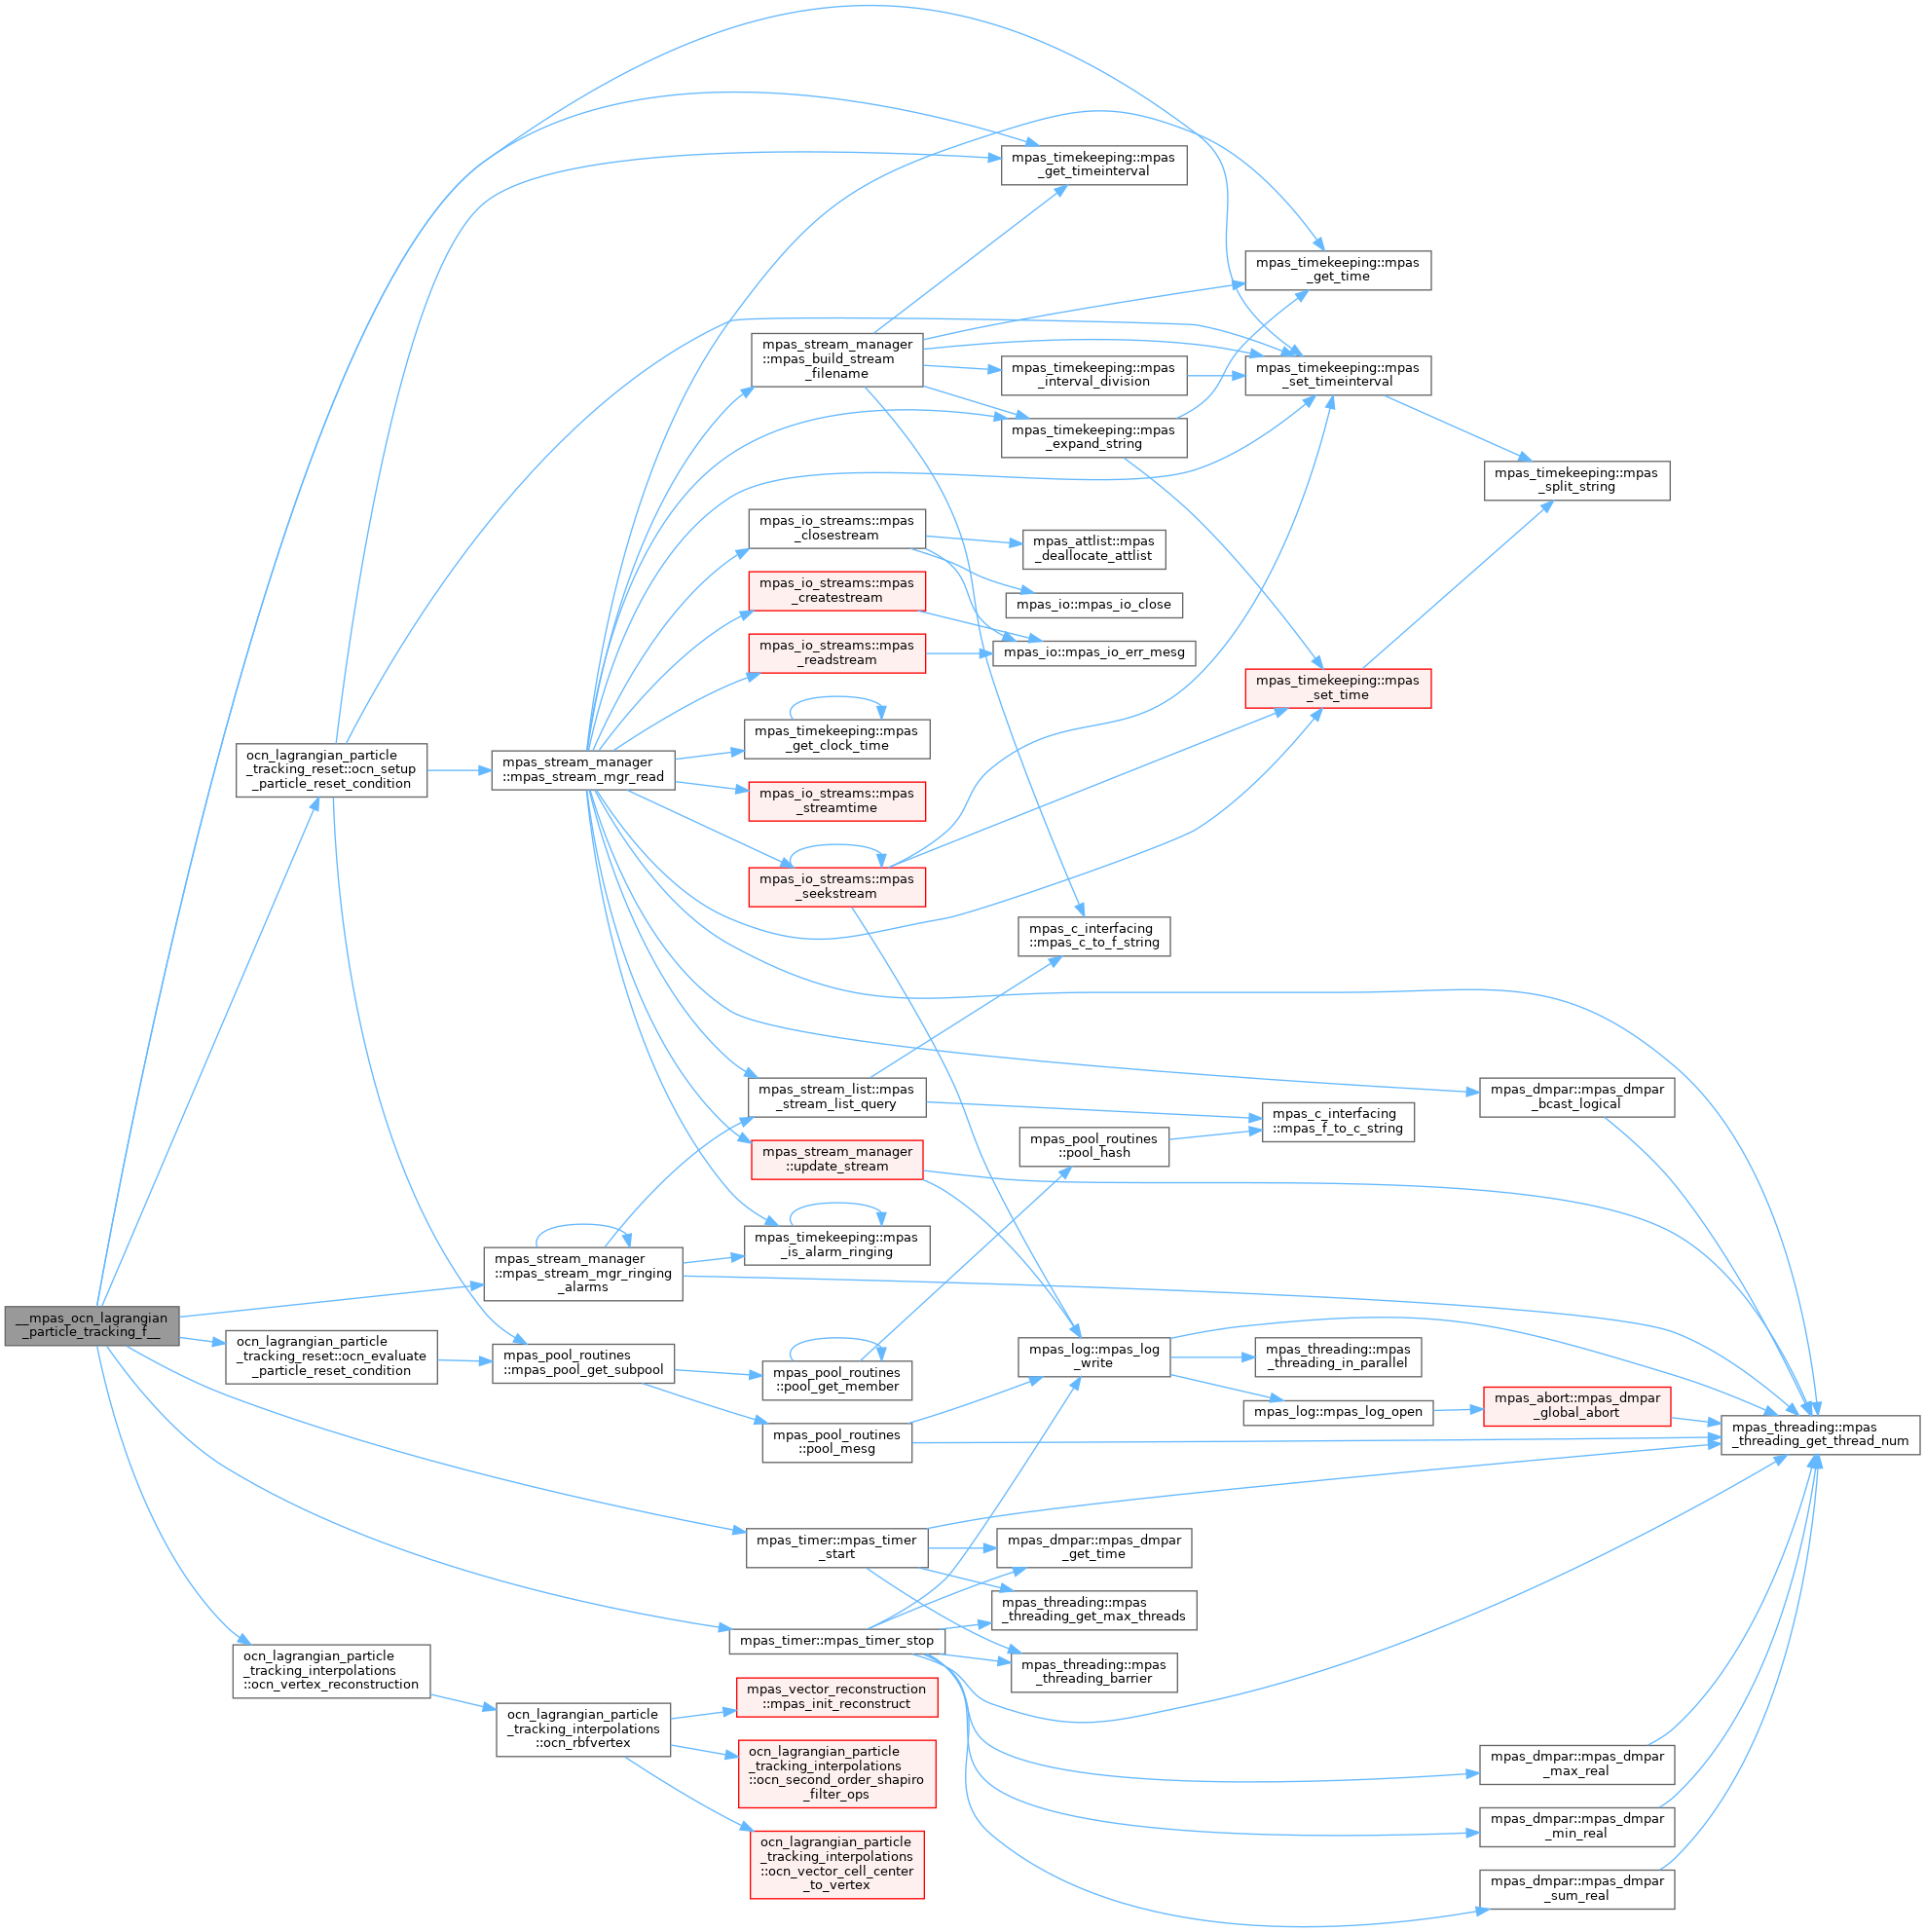 mpas_timekeeping::mpas
_get_timeinterval
mpas_timekeeping::mpas
_get_time
mpas_stream_manager
::mpas_build_stream
_filename
mpas_timekeeping::mpas
_interval_division
mpas_timekeeping::mpas
_set_timeinterval
mpas_timekeeping::mpas
_expand_string
mpas_timekeeping::mpas
_split_string
mpas_io_streams::mpas
_closestream
mpas_attlist::mpas
_deallocate_attlist
mpas_io_streams::mpas
_createstream
mpas_io::mpas_io_close
mpas_io_streams::mpas
_readstream
mpas_io::mpas_io_err_mesg
mpas_timekeeping::mpas
_set_time
ocn_lagrangian_particle
_tracking_reset::ocn_setup
_particle_reset_condition
mpas_stream_manager
::mpas_stream_mgr_read
mpas_timekeeping::mpas
_get_clock_time
mpas_io_streams::mpas
_streamtime
mpas_io_streams::mpas
_seekstream
mpas_c_interfacing
::mpas_c_to_f_string
mpas_stream_list::mpas
_stream_list_query
mpas_dmpar::mpas_dmpar
_bcast_logical
mpas_c_interfacing
::mpas_f_to_c_string
mpas_pool_routines
::pool_hash
mpas_stream_manager
::update_stream
mpas_timekeeping::mpas
_is_alarm_ringing
mpas_stream_manager
::mpas_stream_mgr_ringing
_alarms
__mpas_ocn_lagrangian
_particle_tracking_f__
ocn_lagrangian_particle
_tracking_reset::ocn_evaluate
_particle_reset_condition
mpas_pool_routines
::mpas_pool_get_subpool
mpas_pool_routines
::pool_get_member
mpas_log::mpas_log
_write
mpas_threading::mpas
_threading_in_parallel
mpas_log::mpas_log_open
mpas_abort::mpas_dmpar
_global_abort
mpas_pool_routines
::pool_mesg
mpas_threading::mpas
_threading_get_thread_num
mpas_timer::mpas_timer
_start
mpas_dmpar::mpas_dmpar
_get_time
mpas_threading::mpas
_threading_get_max_threads
mpas_timer::mpas_timer_stop
mpas_threading::mpas
_threading_barrier
ocn_lagrangian_particle
_tracking_interpolations
::ocn_vertex_reconstruction
mpas_vector_reconstruction
::mpas_init_reconstruct
ocn_lagrangian_particle
_tracking_interpolations
::ocn_rbfvertex
ocn_lagrangian_particle
_tracking_interpolations
::ocn_second_order_shapiro
_filter_ops
mpas_dmpar::mpas_dmpar
_max_real
mpas_dmpar::mpas_dmpar
_min_real
ocn_lagrangian_particle
_tracking_interpolations
::ocn_vector_cell_center
_to_vertex
mpas_dmpar::mpas_dmpar
_sum_real